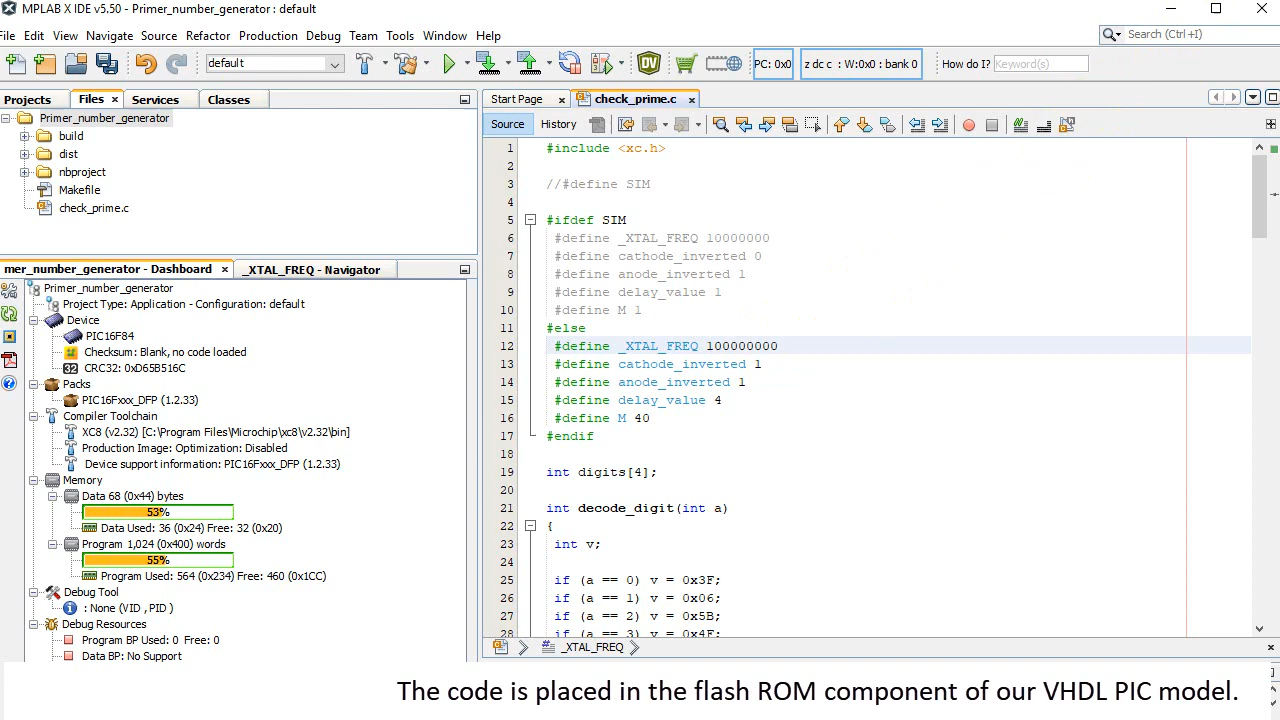 MPLAB X IDE v5.50 - Primer_number_generator : default
File Edit View Navigate Source Refactor Production Debug Team Tools Window Help
Search (Ctrl+I)
default
PC: 0x0
z dc c : W:0x0 : bank 0
How do I? Keyword(s)
Projects Files Services Classes
Primer_number_generator
build
dist
nbproject
Makefile
check_prime.c
mer_number_generator - Dashboard
_XTAL_FREQ - Navigator
Primer_number_generator
Project Type: Application - Configuration: default
Device
PIC16F84
Checksum: Blank, no code loaded
CRC32: 0xD65B516C
Packs
PIC16Fxxx_DFP (1.2.33)
Compiler Toolchain
XC8 (v2.32) [C:\Program Files\Microchip\xc8\v2.32\bin]
Production Image: Optimization: Disabled
Device support information: PIC16Fxxx_DFP (1.2.33)
Memory
Data 68 (0x44) bytes
53%
Data Used: 36 (0x24) Free: 32 (0x20)
Program 1,024 (0x400) words
55%
Program Used: 564 (0x234) Free: 460 (0x1CC)
Debug Tool
: None (VID , PID )
Debug Resources
Program BP Used: 0 Free: 0
Data BP: No Support
Start Page check_prime.c
Source History
1 #include <xc.h>
2
3 //#define SIM
4
5 #ifdef SIM
6 #define _XTAL_FREQ 10000000
7 #define cathode_inverted 0
8 #define anode_inverted 1
9 #define delay_value 1
10 #define M 1
11 #else
12 #define _XTAL_FREQ 100000000
13 #define cathode_inverted 1
14 #define anode_inverted 1
15 #define delay_value 4
16 #define M 40
17 #endif
18
19 int digits[4];
20
21 int decode_digit(int a)
22 {
23 int v;
24
25 if (a == 0) v = 0x3F;
26 if (a == 1) v = 0x06;
27 if (a == 2) v = 0x5B;
28 if (a == 3) v = 0x4F;
_XTAL_FREQ
The code is placed in the flash ROM component of our VHDL PIC model.